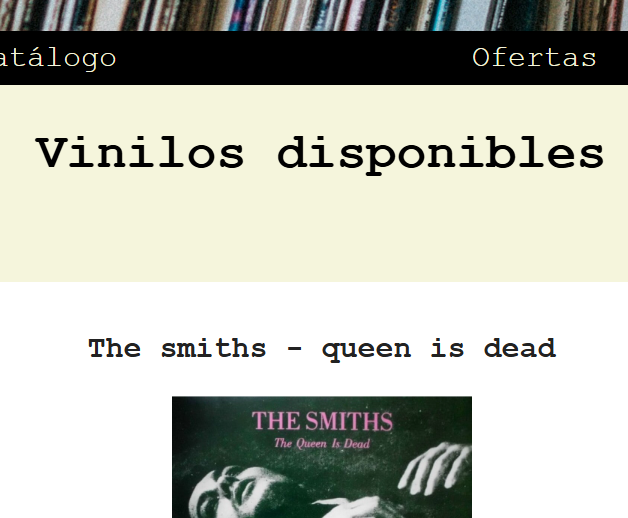 atálogo
Ofertas
Vinilos disponibles
The smiths - queen is dead
THE SMITHS
The Queen Is Dead